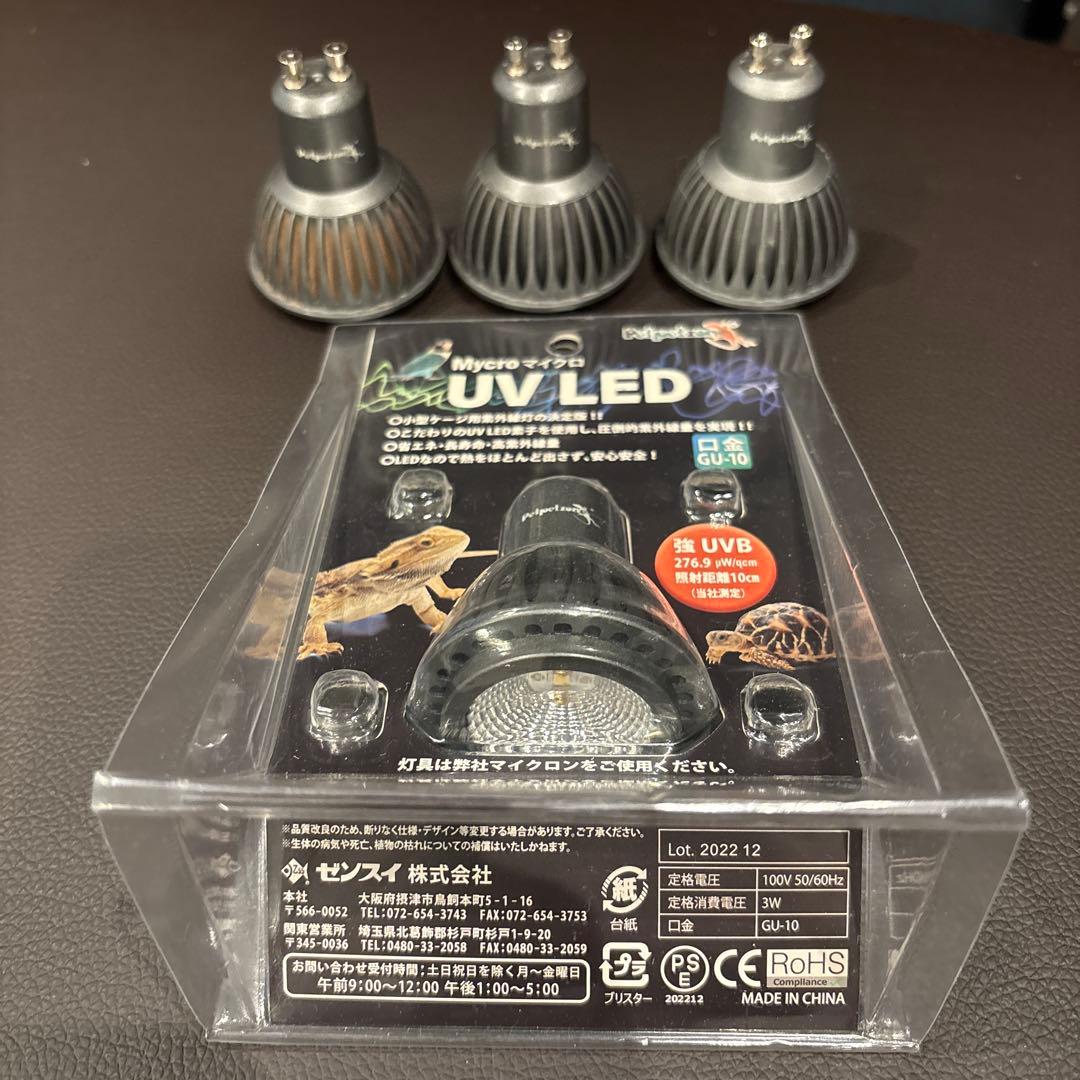 Petpetzone
Petpetzone
Petpetzone
Petpetzone
Mycro マイクロ
UV LED
○小型ケージ用紫外線灯の決定版！！
○こだわりのUV LED素子を使用し、圧倒的紫外線量を実現！！
○省エネ・長寿命・高紫外線量
○LEDなので熱をほとんど出さず、安心安全！
口金
GU-10
Petpetzone
強 UVB
276.9 μW/qcm
照射距離10cm
(当社測定)
灯具は弊社マイクロンをご使用ください。
※品質改良のため、断りなく仕様・デザイン等変更する場合があります。ご了承ください。
※生体の病気や死亡、植物の枯れについての補償はいたしかねます。
ゼンスイ 株式会社
本社 大阪府摂津市鳥飼本町5-1-16
〒566-0052 TEL:072-654-3743 FAX:072-654-3753
関東営業所 埼玉県北葛飾郡杉戸町杉戸1-9-20
〒345-0036 TEL:0480-33-2058 FAX:0480-33-2059
お問い合わせ受付時間；土日祝日を除く月〜金曜日
午前9:00〜12:00 午後1:00〜5:00
紙
台紙
プラ
ブリスター
Lot. 2022 12
定格電圧 100V 50/60Hz
定格消費電圧 3W
口金 GU-10
PSE
202212
CE
RoHS
Compliance
MADE IN CHINA